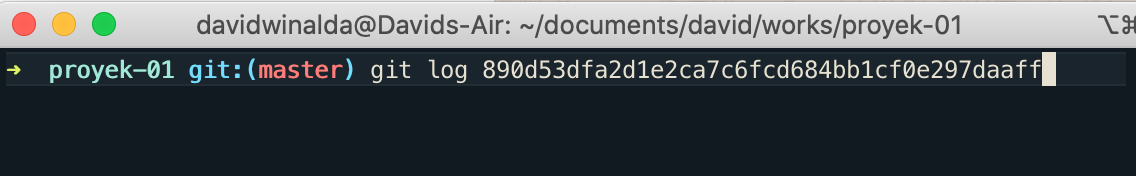 davidwinalda@Davids-Air: ~/documents/david/works/proyek-01 ⌥⌘
➜ proyek-01 git:(master) git log 890d53dfa2d1e2ca7c6fcd684bb1cf0e297daaff